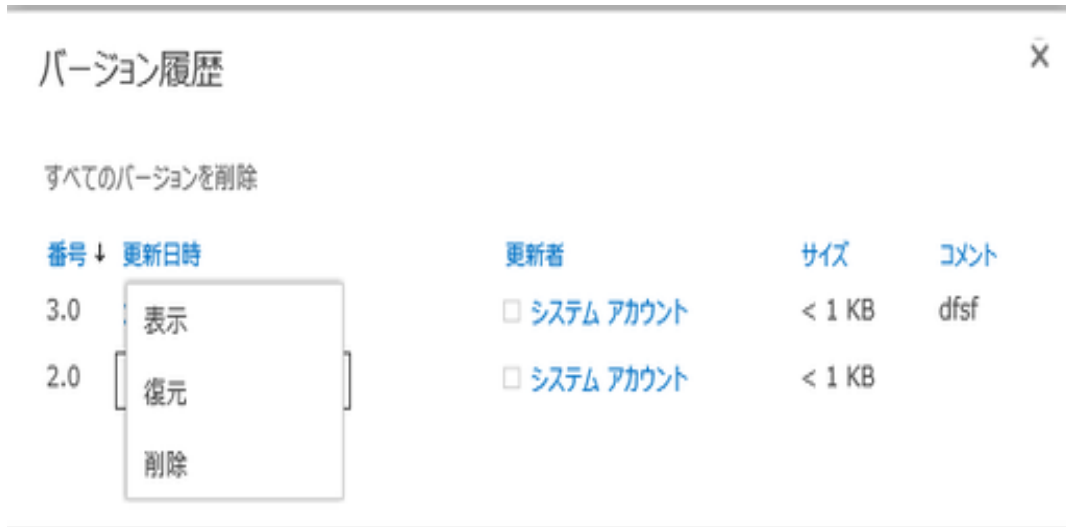 バージョン履歴
×
すべてのバージョンを削除
番号↓ 更新日時 更新者 サイズ コメント
3.0 システム アカウント < 1 KB dfsf
表示
2.0 システム アカウント < 1 KB
復元
削除